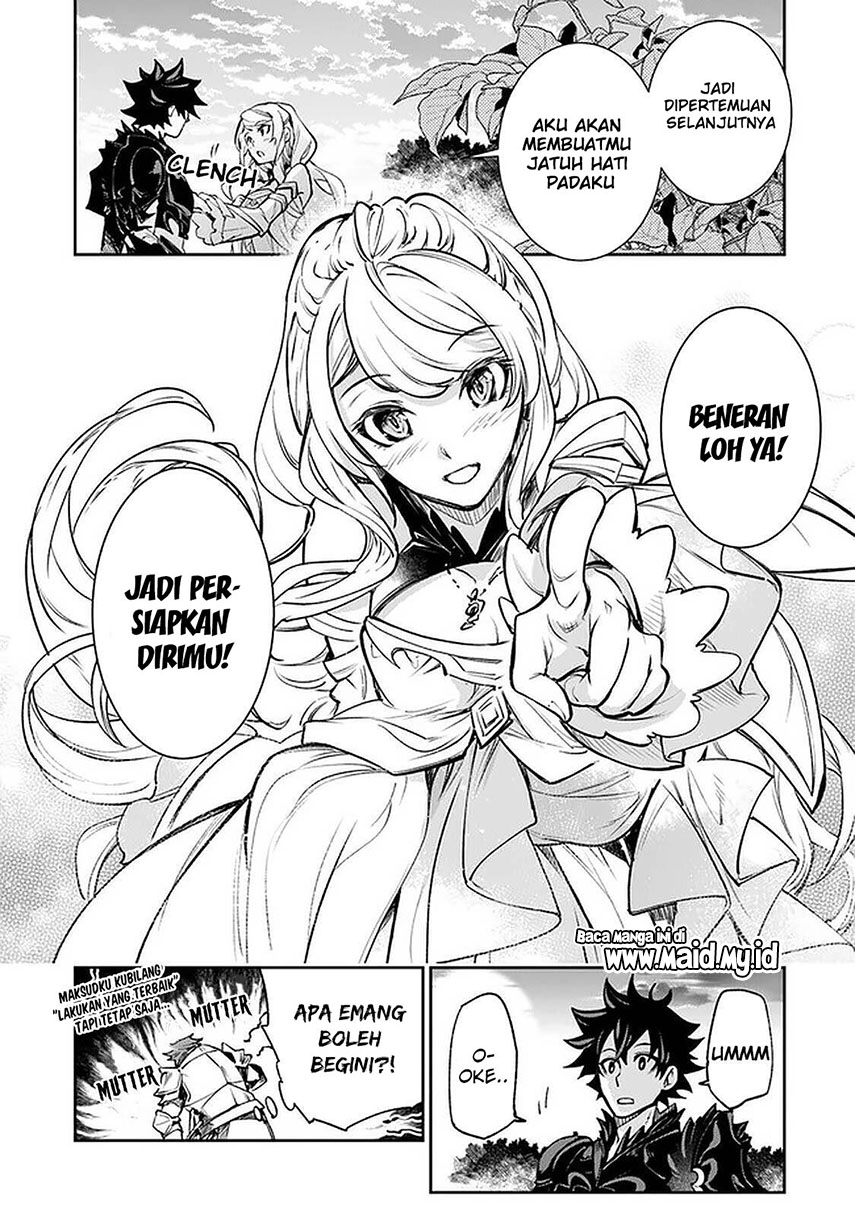 JADI
DIPERTEMUAN
SELANJUTNYA
AKU AKAN
MEMBUATMU
JATUH HATI
PADAKU
CLENCH
BENERAN
LOH YA!
JADI PER-
SIAPKAN
DIRIMU!
Baca Manga ini di
www.Maid.My.id
UMMM
O-
OKE..
APA EMANG
BOLEH
BEGINI?!
MAKSUDKU KUBILANG
"LAKUKAN YANG TERBAIK"
TAPI TETAP SAJA...
MUTTER
MUTTER